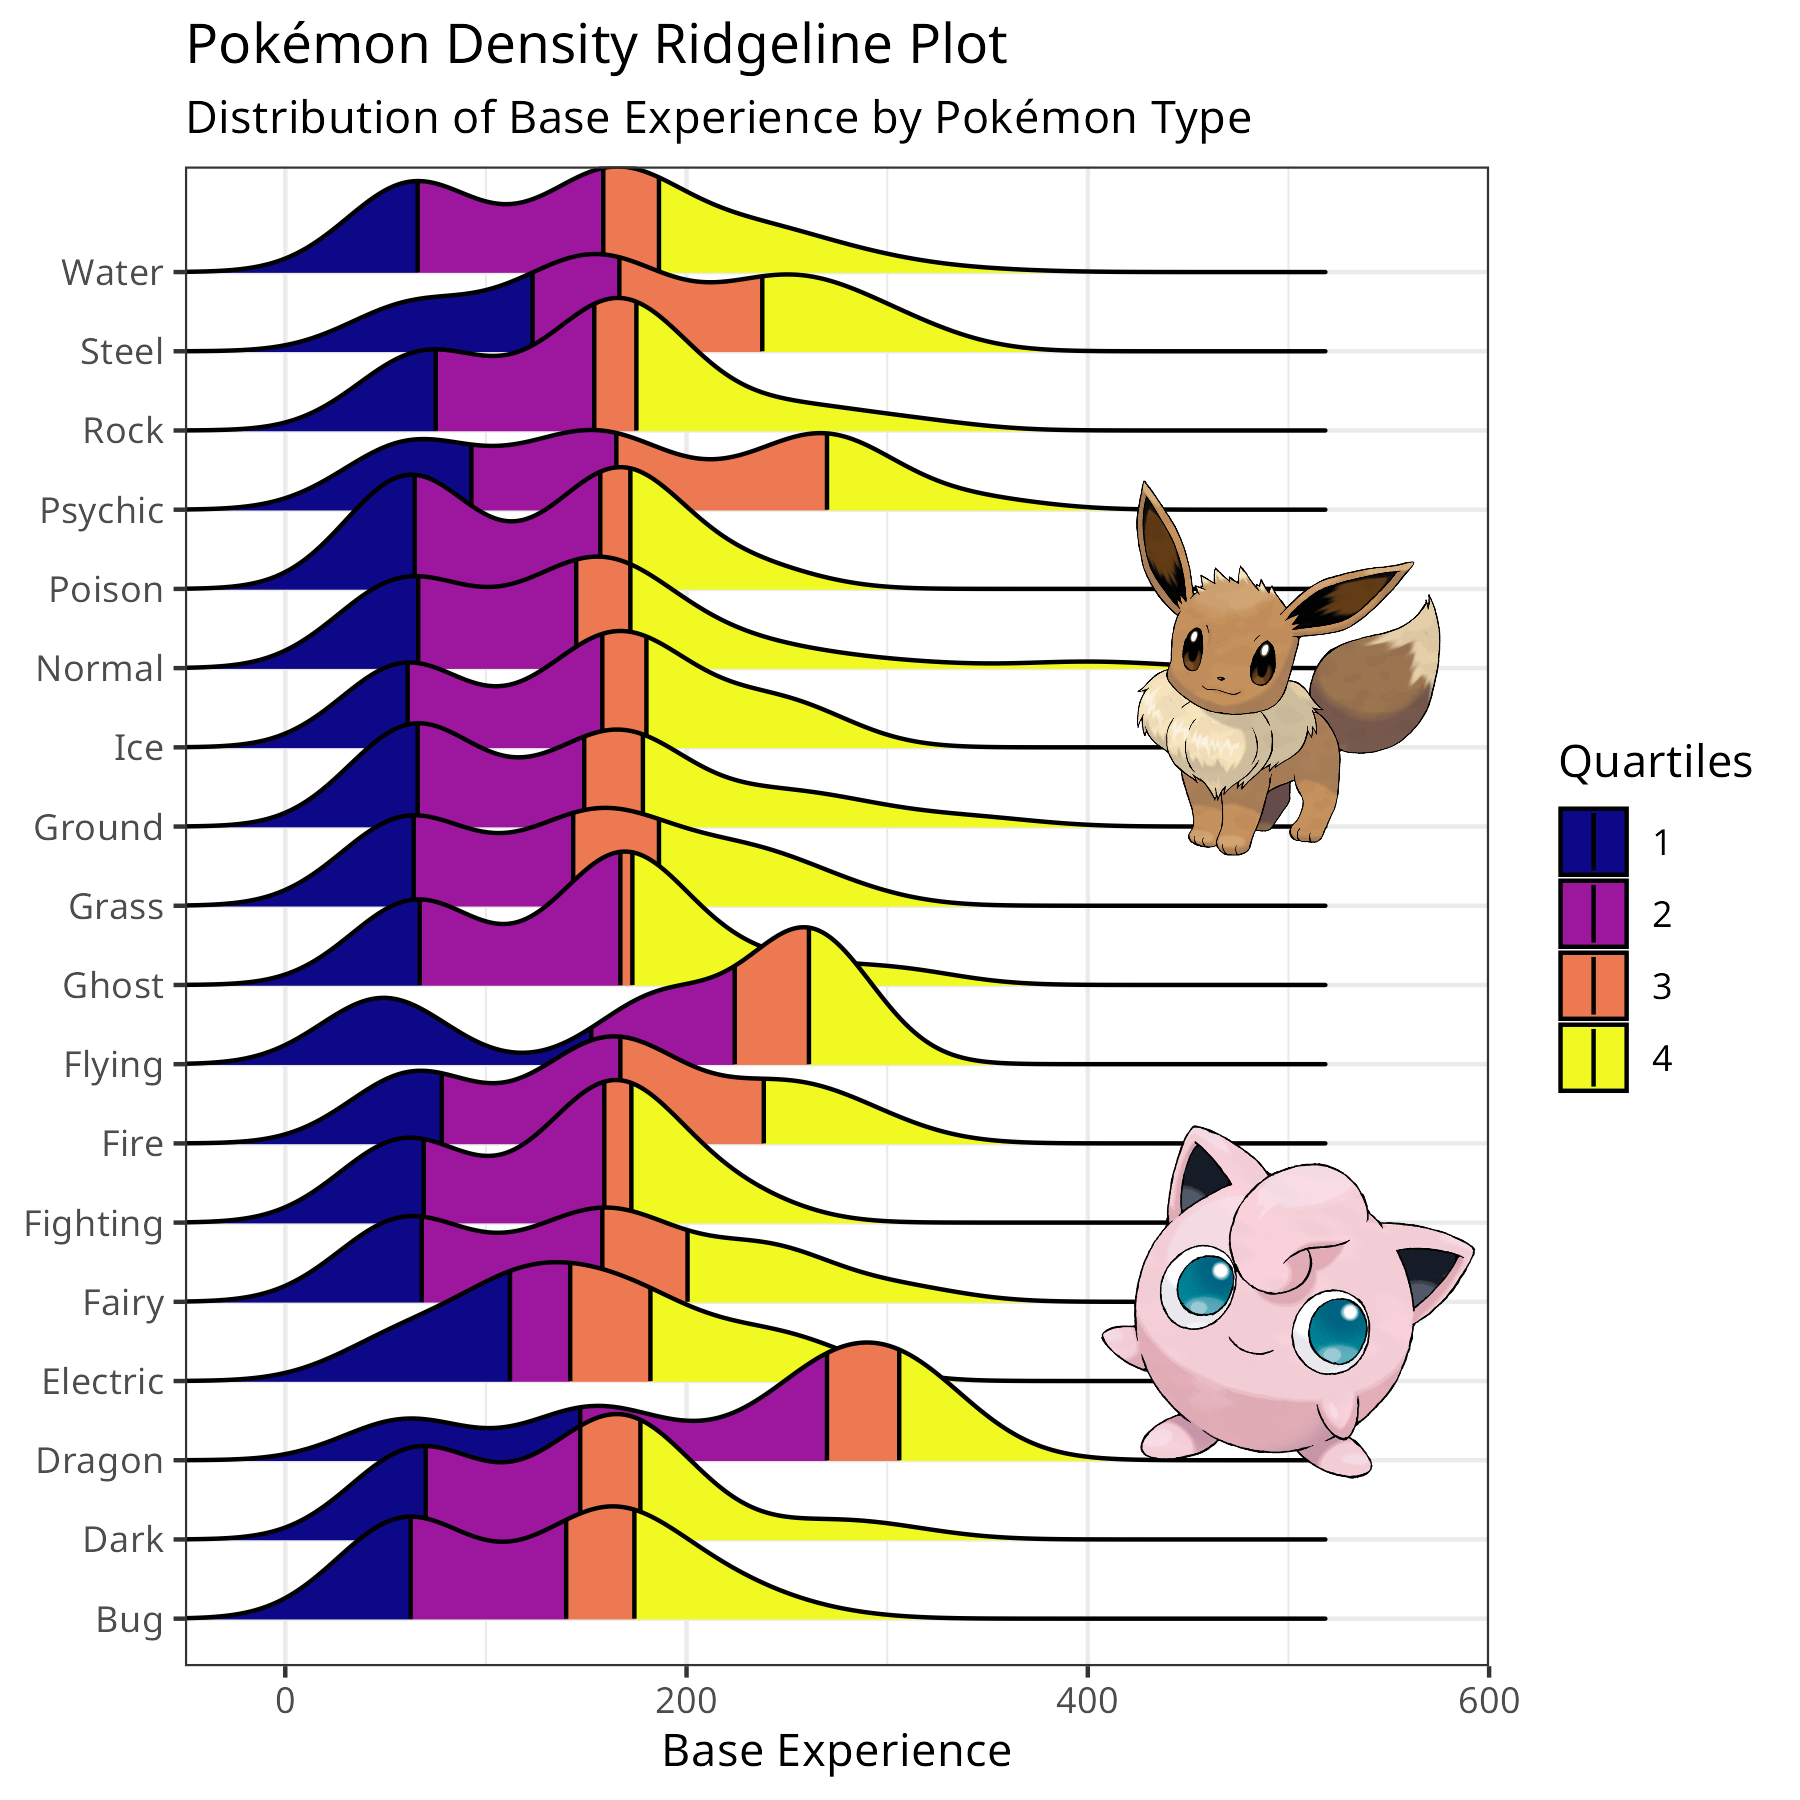 Pokémon Density Ridgeline Plot
Distribution of Base Experience by Pokémon Type
Water
Steel
Rock
Psychic
Poison
Normal
Ice
Ground
Grass
Ghost
Flying
Fire
Fighting
Fairy
Electric
Dragon
Dark
Bug
0 200 400 600
Base Experience
Quartiles
1
2
3
4